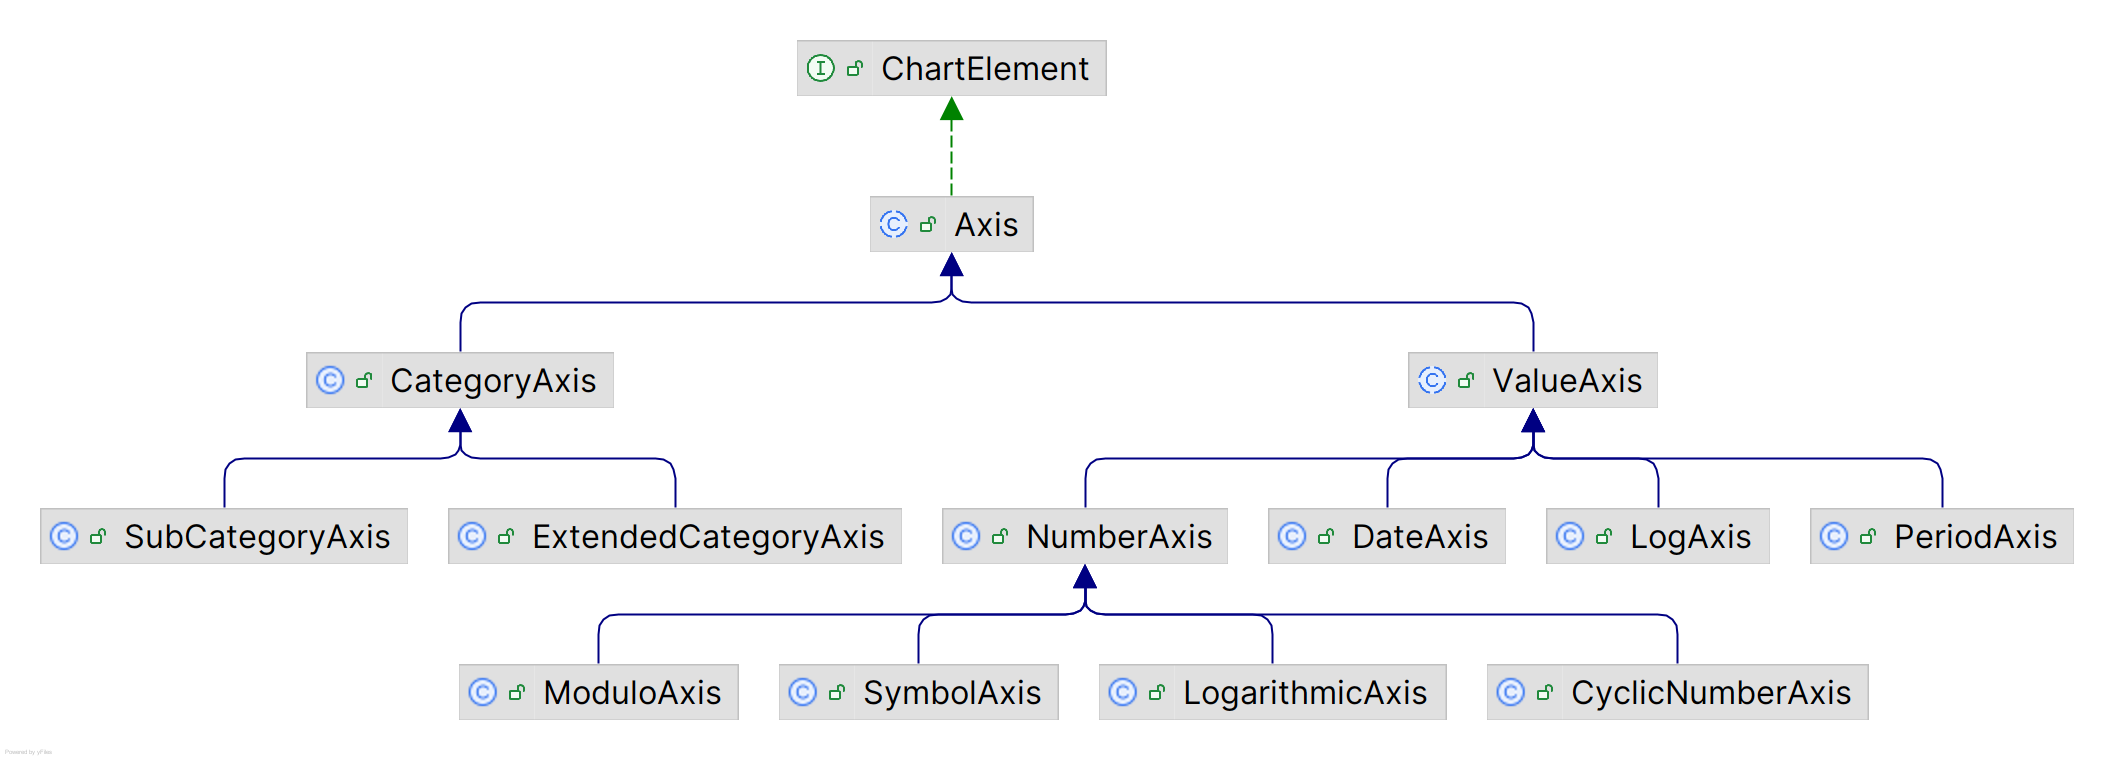 ChartElement
Axis
CategoryAxis
ValueAxis
SubCategoryAxis
ExtendedCategoryAxis
NumberAxis
DateAxis
LogAxis
PeriodAxis
ModuloAxis
SymbolAxis
LogarithmicAxis
CyclicNumberAxis
Powered by yFiles